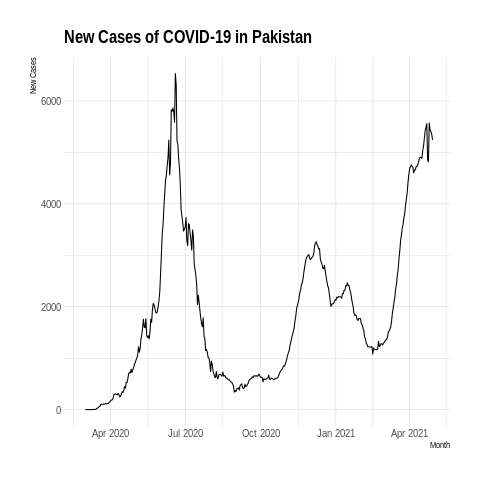 New Cases of COVID-19 in Pakistan
New Cases
6000
4000
2000
1000
0
Apr 2020 Jul 2020 Oct 2020 Jan 2021 Apr 2021
Month